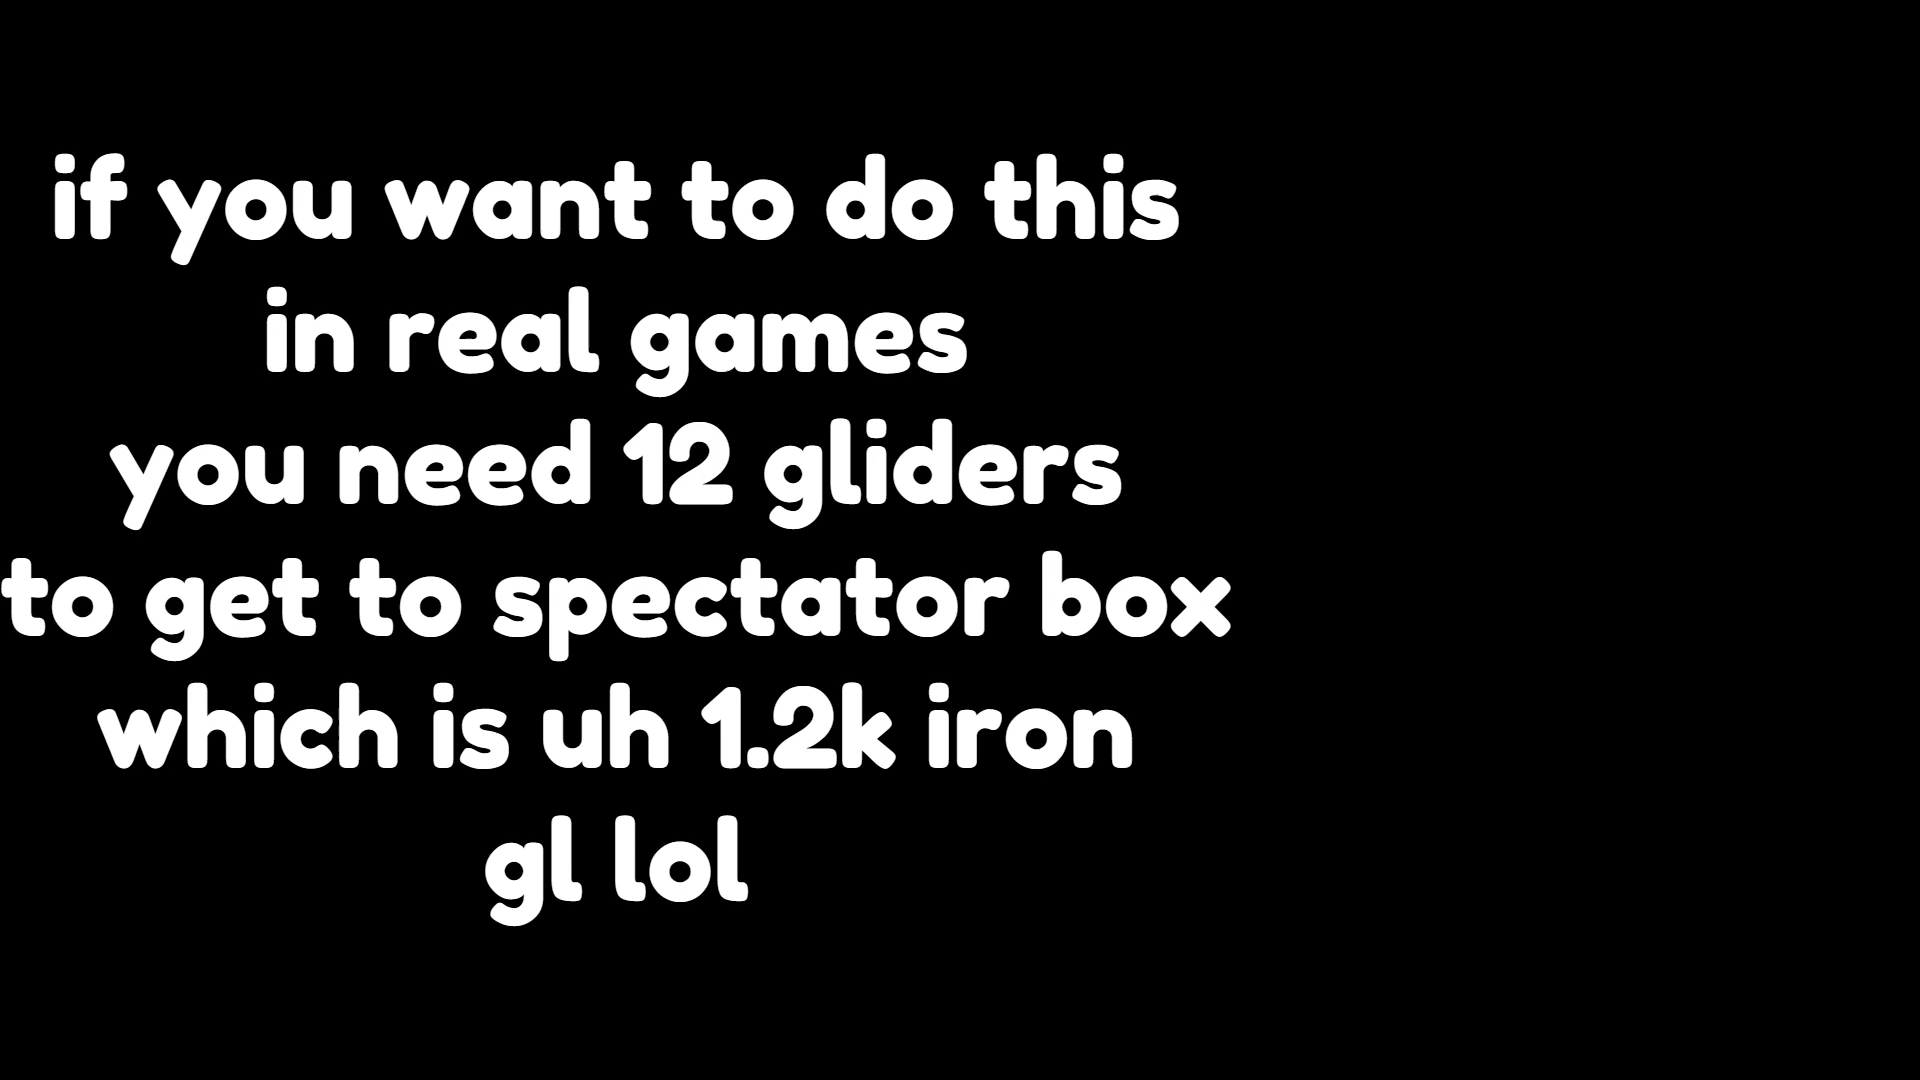 if you want to do this
in real games
you need 12 gliders
to get to spectator box
which is uh 1.2k iron
gl lol